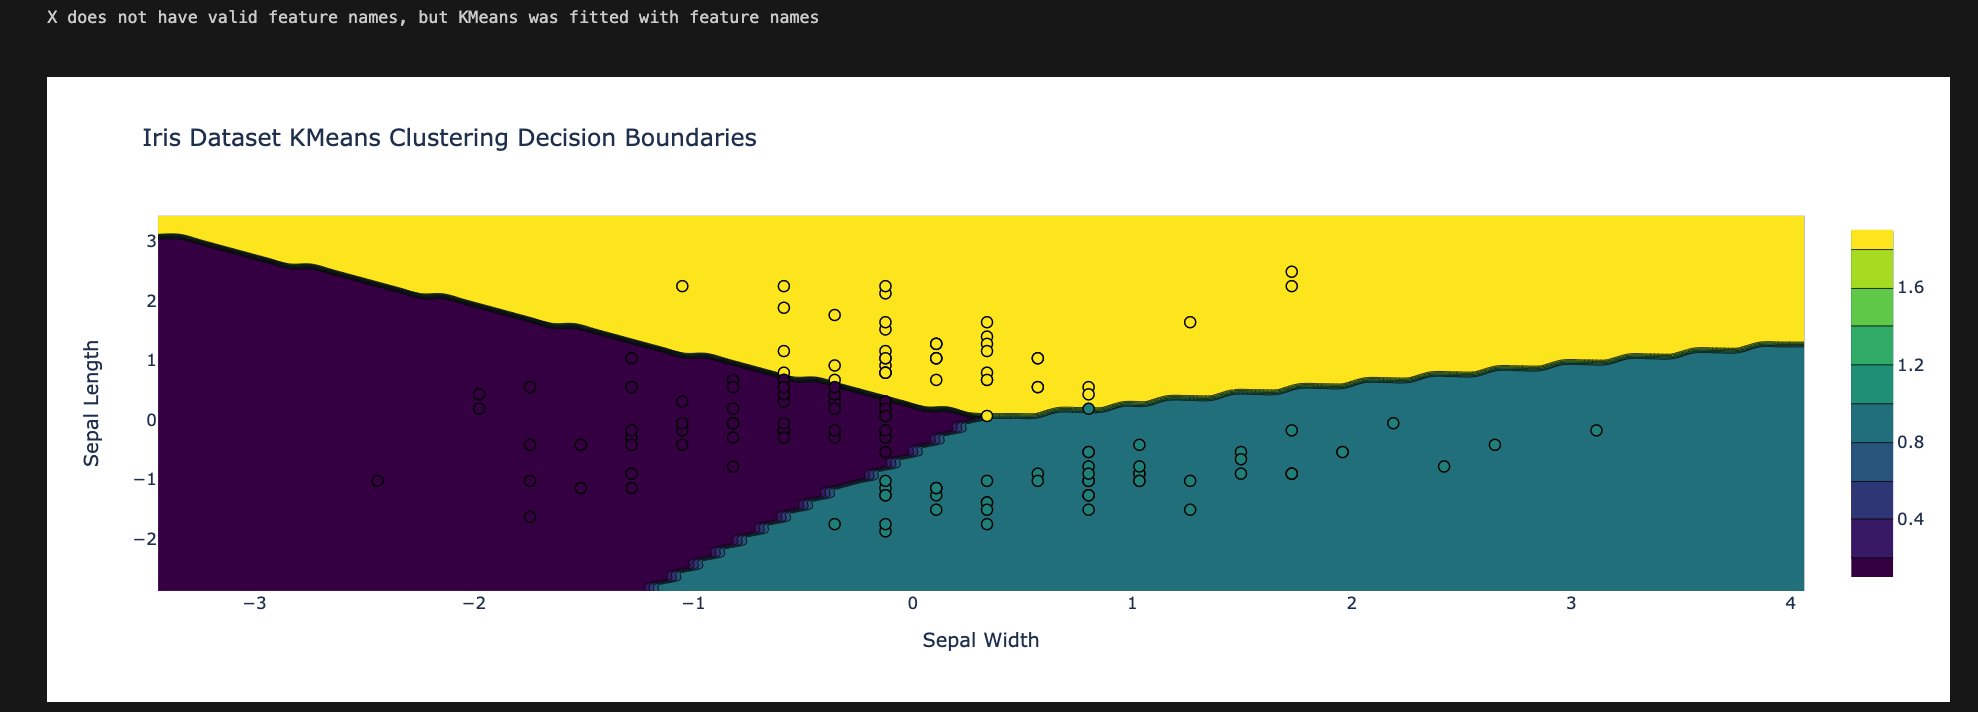 X does not have valid feature names, but KMeans was fitted with feature names
Iris Dataset KMeans Clustering Decision Boundaries
Sepal Length
3
2
1
0
−1
−2
−3 −2 −1 0 1 2 3 4
Sepal Width
1.6
1.2
0.8
0.4